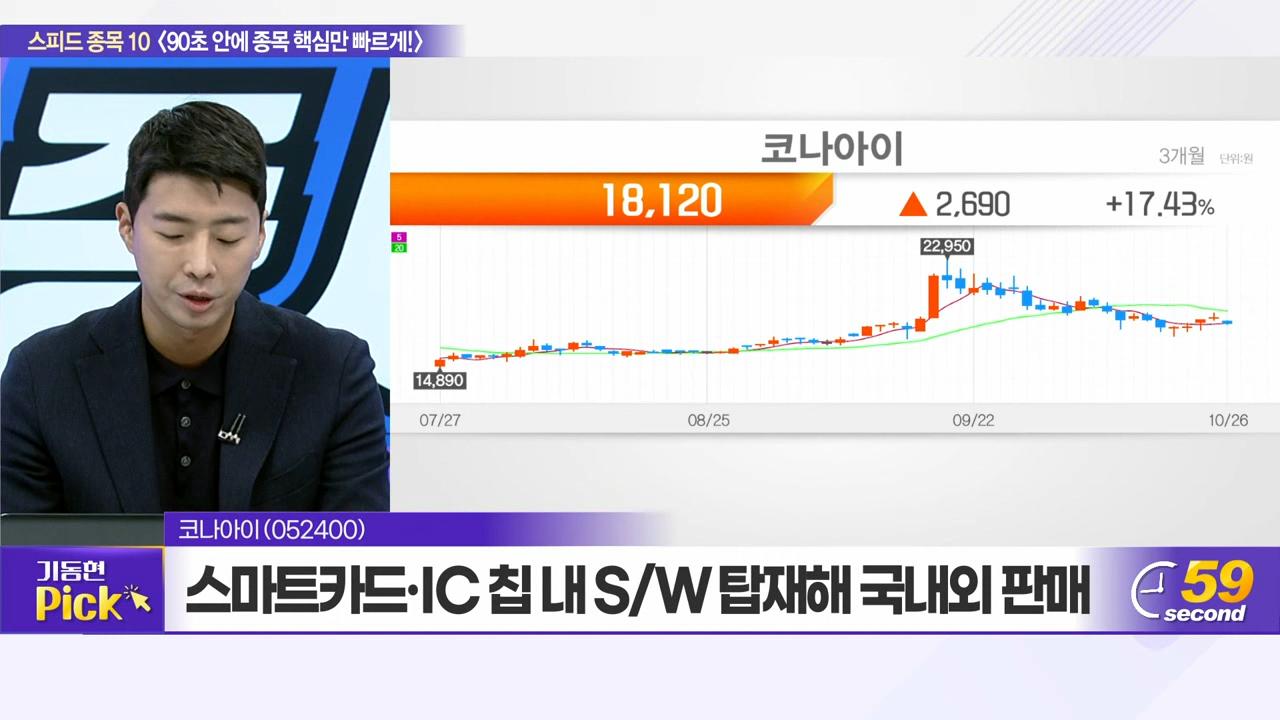 스피드 종목 10 〈90초 안에 종목 핵심만 빠르게!〉
코나아이
3개월 단위:원
18,120 ▲ 2,690 +17.43%
5
20
22,950
14,890
07/27 08/25 09/22 10/26
코나아이(052400)
기동현
Pick
스마트카드·IC 칩 내 S/W 탑재해 국내외 판매
59
second